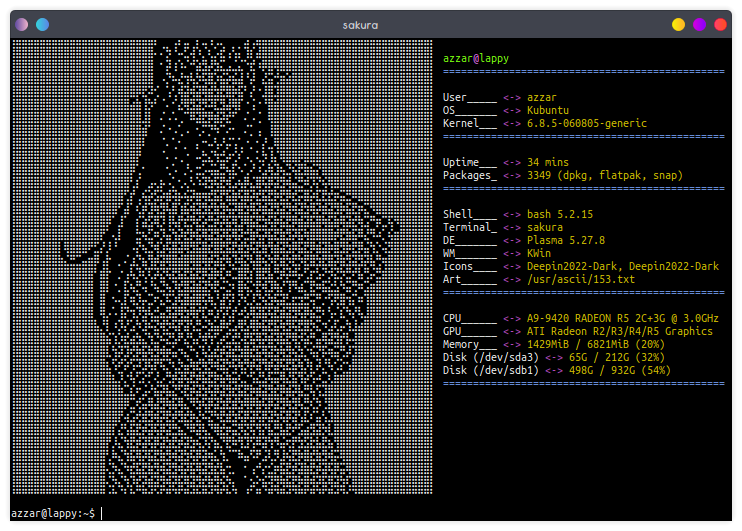 sakura
azzar@lappy
=============================================
User_____ <-> azzar
OS_______ <-> Kubuntu
Kernel___ <-> 6.8.5-060805-generic
=============================================
Uptime___ <-> 34 mins
Packages_ <-> 3349 (dpkg, flatpak, snap)
=============================================
Shell____ <-> bash 5.2.15
Terminal_ <-> sakura
DE_______ <-> Plasma 5.27.8
WM_______ <-> KWin
Icons____ <-> Deepin2022-Dark, Deepin2022-Dark
Art______ <-> /usr/ascii/153.txt
=============================================
CPU______ <-> A9-9420 RADEON R5 2C+3G @ 3.0GHz
GPU______ <-> ATI Radeon R2/R3/R4/R5 Graphics
Memory___ <-> 1429MiB / 6821MiB (20%)
Disk (/dev/sda3) <-> 65G / 212G (32%)
Disk (/dev/sdb1) <-> 498G / 932G (54%)
=============================================
azzar@lappy:~$